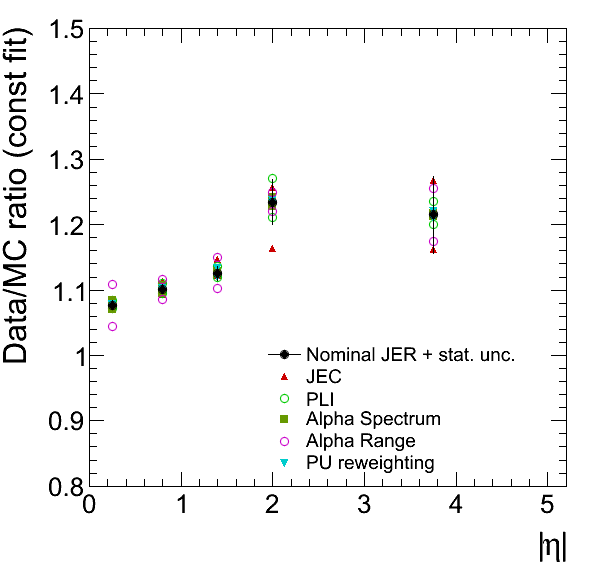 Data/MC ratio (const fit)
1.5
1.4
1.3
1.2
1.1
1
0.9
0.8
Nominal JER + stat. unc.
JEC
PLI
Alpha Spectrum
Alpha Range
PU reweighting
0 1 2 3 4 5
|η|